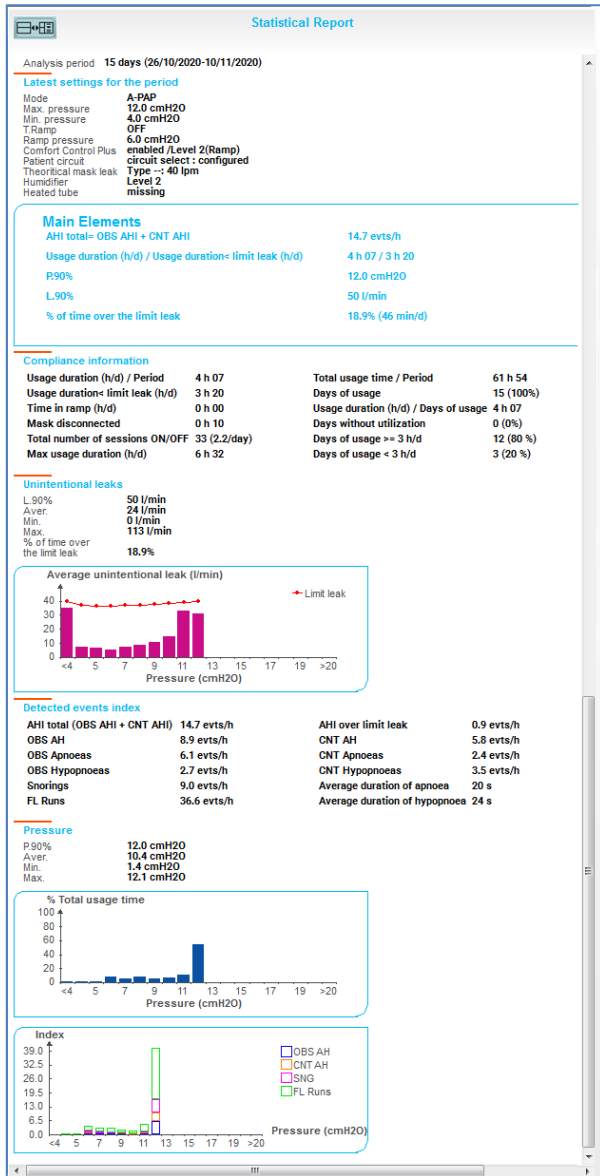 Statistical Report
Analysis period 15 days (26/10/2020-10/11/2020)
Latest settings for the period
Mode A-PAP
Max. pressure 12.0 cmH2O
Min. pressure 4.0 cmH2O
T.Ramp OFF
Ramp pressure 6.0 cmH2O
Comfort Control Plus enabled /Level 2(Ramp)
Patient circuit circuit select : configured
Theoritical mask leak Type --: 40 lpm
Humidifier Level 2
Heated tube missing
Main Elements
AHI total= OBS AHI + CNT AHI 14.7 evts/h
Usage duration (h/d) / Usage duration< limit leak (h/d) 4 h 07 / 3 h 20
P.90% 12.0 cmH2O
L.90% 50 l/min
% of time over the limit leak 18.9% (46 min/d)
Compliance information
Usage duration (h/d) / Period 4 h 07 Total usage time / Period 61 h 54
Usage duration< limit leak (h/d) 3 h 20 Days of usage 15 (100%)
Time in ramp (h/d) 0 h 00 Usage duration (h/d) / Days of usage 4 h 07
Mask disconnected 0 h 10 Days without utilization 0 (0%)
Total number of sessions ON/OFF 33 (2.2/day) Days of usage >= 3 h/d 12 (80 %)
Max usage duration (h/d) 6 h 32 Days of usage < 3 h/d 3 (20 %)
Unintentional leaks
L.90% 50 l/min
Aver. 24 l/min
Min. 0 l/min
Max. 113 l/min
% of time over
the limit leak 18.9%
Average unintentional leak (l/min)
Limit leak
40
30
20
10
0
<4 5 7 9 11 13 15 17 19 >20
Pressure (cmH2O)
Detected events index
AHI total (OBS AHI + CNT AHI) 14.7 evts/h AHI over limit leak 0.9 evts/h
OBS AH 8.9 evts/h CNT AH 5.8 evts/h
OBS Apnoeas 6.1 evts/h CNT Apnoeas 2.4 evts/h
OBS Hypopnoeas 2.7 evts/h CNT Hypopnoeas 3.5 evts/h
Snorings 9.0 evts/h Average duration of apnoea 20 s
FL Runs 36.6 evts/h Average duration of hypopnoea 24 s
Pressure
P.90% 12.0 cmH2O
Aver. 10.4 cmH2O
Min. 1.4 cmH2O
Max. 12.1 cmH2O
% Total usage time
100
80
60
40
20
0
<4 5 7 9 11 13 15 17 19 >20
Pressure (cmH2O)
Index
39.0
32.5
26.0
19.5
13.0
6.5
0.0
OBS AH
CNT AH
SNG
FL Runs
<4 5 7 9 11 13 15 17 19 >20
Pressure (cmH2O)